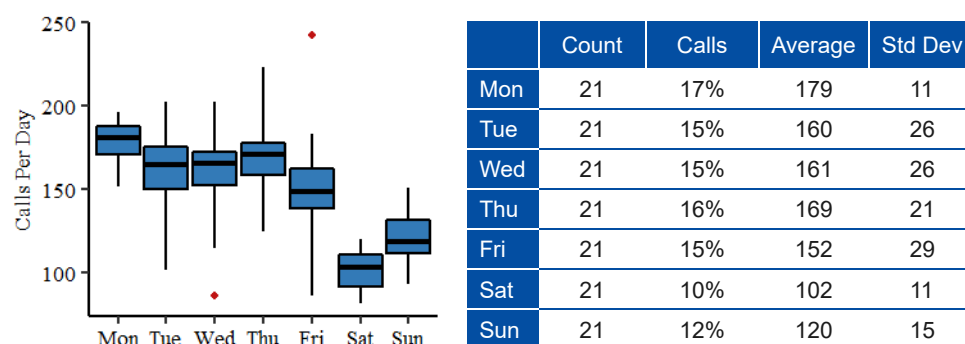 250
200
150
100
Calls Per Day
Mon Tue Wed Thu Fri Sat Sun
Count Calls Average Std Dev
Mon 21 17% 179 11
Tue 21 15% 160 26
Wed 21 15% 161 26
Thu 21 16% 169 21
Fri 21 15% 152 29
Sat 21 10% 102 11
Sun 21 12% 120 15